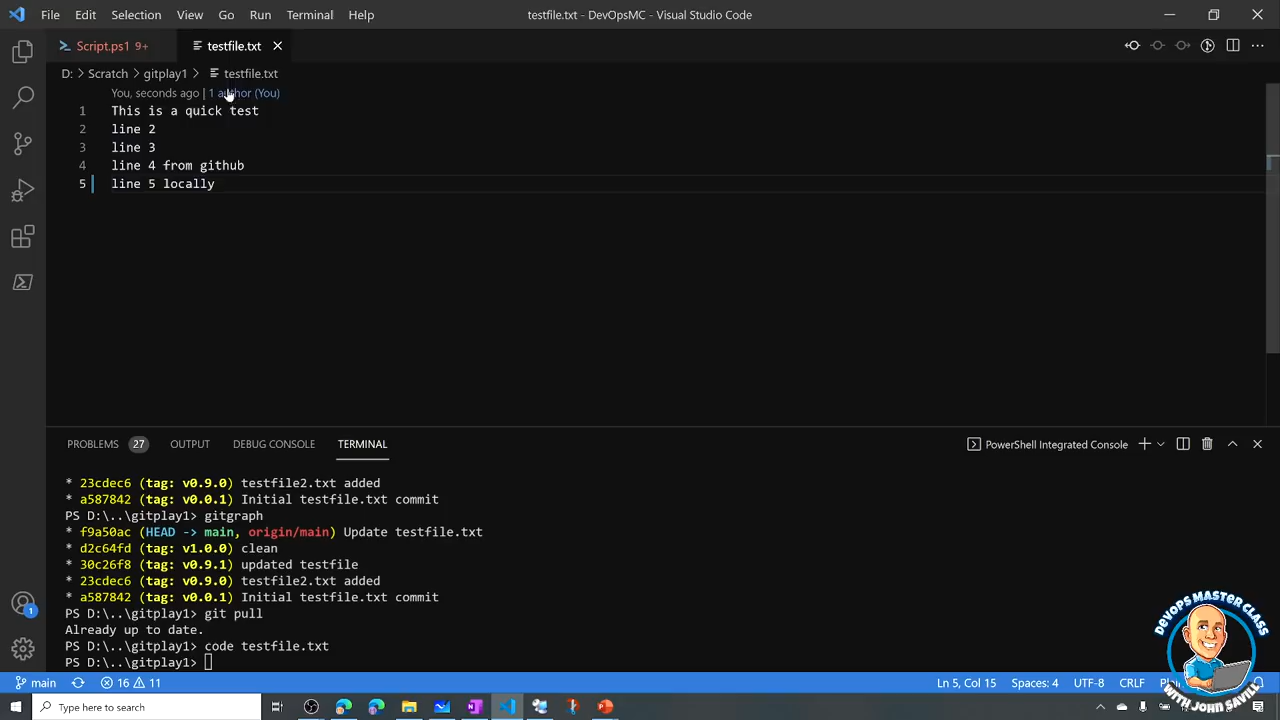 File Edit Selection View Go Run Terminal Help
testfile.txt - DevOpsMC - Visual Studio Code
Script.ps1 9+
testfile.txt
D: > Scratch > gitplay1 > testfile.txt
You, seconds ago | 1 author (You)
1 This is a quick test
2 line 2
3 line 3
4 line 4 from github
5 line 5 locally
PROBLEMS 27 OUTPUT DEBUG CONSOLE TERMINAL
PowerShell Integrated Console
* 23cdec6 (tag: v0.9.0) testfile2.txt added
* a587842 (tag: v0.0.1) Initial testfile.txt commit
PS D:\..\gitplay1> gitgraph
* f9a50ac (HEAD -> main, origin/main) Update testfile.txt
* d2c64fd (tag: v1.0.0) clean
* 30c26f8 (tag: v0.9.1) updated testfile
* 23cdec6 (tag: v0.9.0) testfile2.txt added
* a587842 (tag: v0.0.1) Initial testfile.txt commit
PS D:\..\gitplay1> git pull
Already up to date.
PS D:\..\gitplay1> code testfile.txt
PS D:\..\gitplay1>
DEVOPS MASTER CLASS
WITH JOHN SAVILL
1
main 16 11
Ln 5, Col 15 Spaces: 4 UTF-8 CRLF
Type here to search